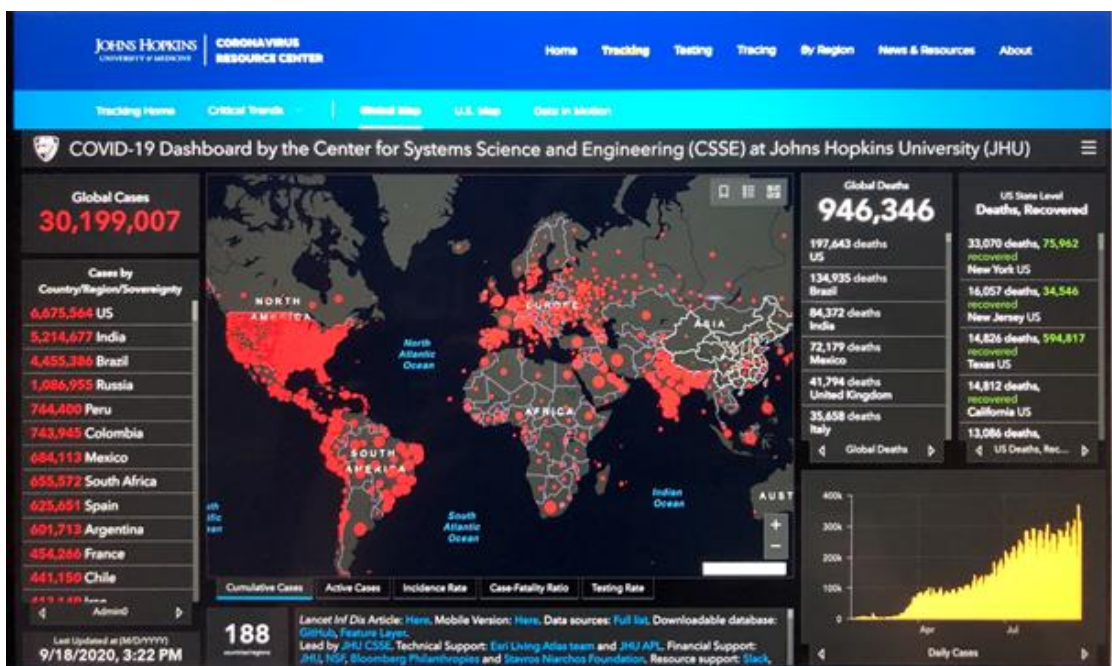 JOHNS HOPKINS
UNIVERSITY & MEDICINE
CORONAVIRUS
RESOURCE CENTER
Home Tracking Testing Tracing By Region News & Resources About
Tracking Home Critical Trends Global Map U.S. Map Data in Motion
COVID-19 Dashboard by the Center for Systems Science and Engineering (CSSE) at Johns Hopkins University (JHU)
Global Cases
30,199,007
Cases by
Country/Region/Sovereignty
6,675,564 US
5,214,677 India
4,455,386 Brazil
1,086,955 Russia
744,400 Peru
743,945 Colombia
684,113 Mexico
655,572 South Africa
625,651 Spain
601,713 Argentina
454,266 France
441,150 Chile
Admin0
Last Updated at (M/D/YYYY)
9/18/2020, 3:22 PM
NORTH
AMERICA
North
Atlantic
Ocean
EUROPE
ASIA
AFRICA
SOUTH
AMERICA
South
Atlantic
Ocean
Indian
Ocean
AUST
+
−
Cumulative Cases Active Cases Incidence Rate Case-Fatality Ratio Testing Rate
188
countries/regions
Lancet Inf Dis Article: Here. Mobile Version: Here. Data sources: Full list. Downloadable database:
GitHub, Feature Layer.
Lead by JHU CSSE. Technical Support: Esri Living Atlas team and JHU APL. Financial Support:
JHU, NSF, Bloomberg Philanthropies and Stavros Niarchos Foundation. Resource support: Slack,
Global Deaths
946,346
197,643 deaths
US
134,935 deaths
Brazil
84,372 deaths
India
72,179 deaths
Mexico
41,794 deaths
United Kingdom
35,658 deaths
Italy
Global Deaths
US State Level
Deaths, Recovered
33,070 deaths, 75,962
recovered
New York US
16,057 deaths, 34,546
recovered
New Jersey US
14,826 deaths, 594,817
recovered
Texas US
14,812 deaths,
recovered
California US
13,086 deaths,
US Deaths, Rec...
400k
300k
200k
100k
0
Apr Jul
Daily Cases